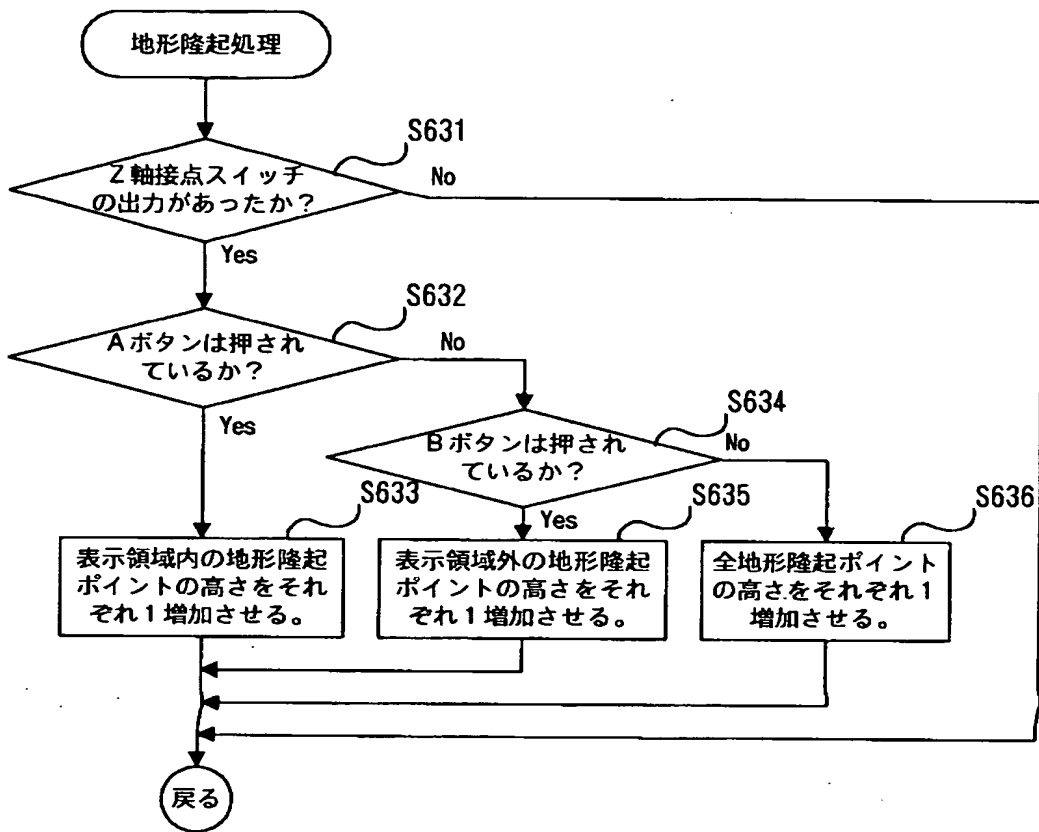 地形隆起処理
S631
Z軸接点スイッチ
の出力があったか？
No
Yes
S632
Aボタンは押され
ているか？
No
Yes
S634
Bボタンは押され
ているか？
No
Yes
S633
表示領域内の地形隆起
ポイントの高さをそれ
ぞれ1増加させる。
S635
表示領域外の地形隆起
ポイントの高さをそれ
ぞれ1増加させる。
S636
全地形隆起ポイント
の高さをそれぞれ1
増加させる。
戻る